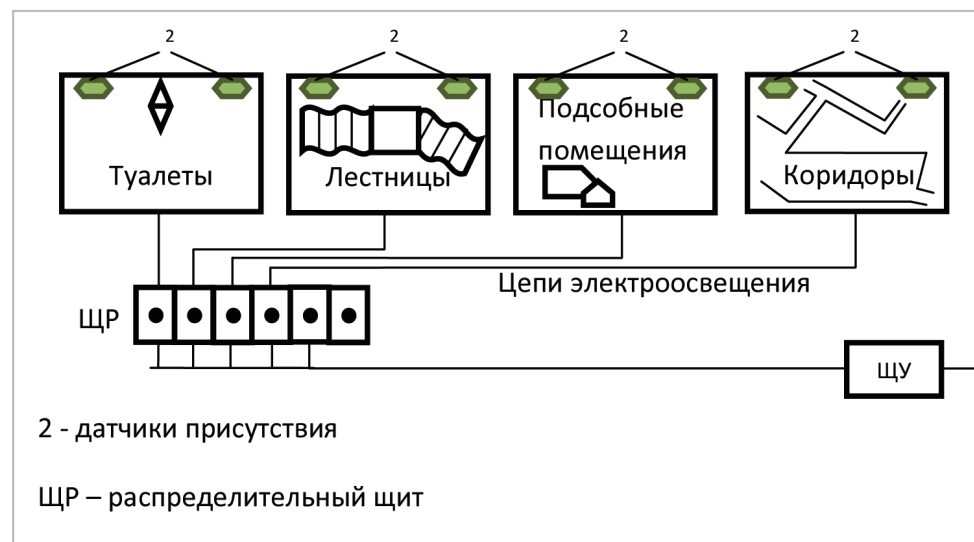 2 2 2 2
Туалеты
Лестницы
Подсобные
помещения
Коридоры
Цепи электроосвещения
ЩР
ЩУ
2 - датчики присутствия
ЩР – распределительный щит